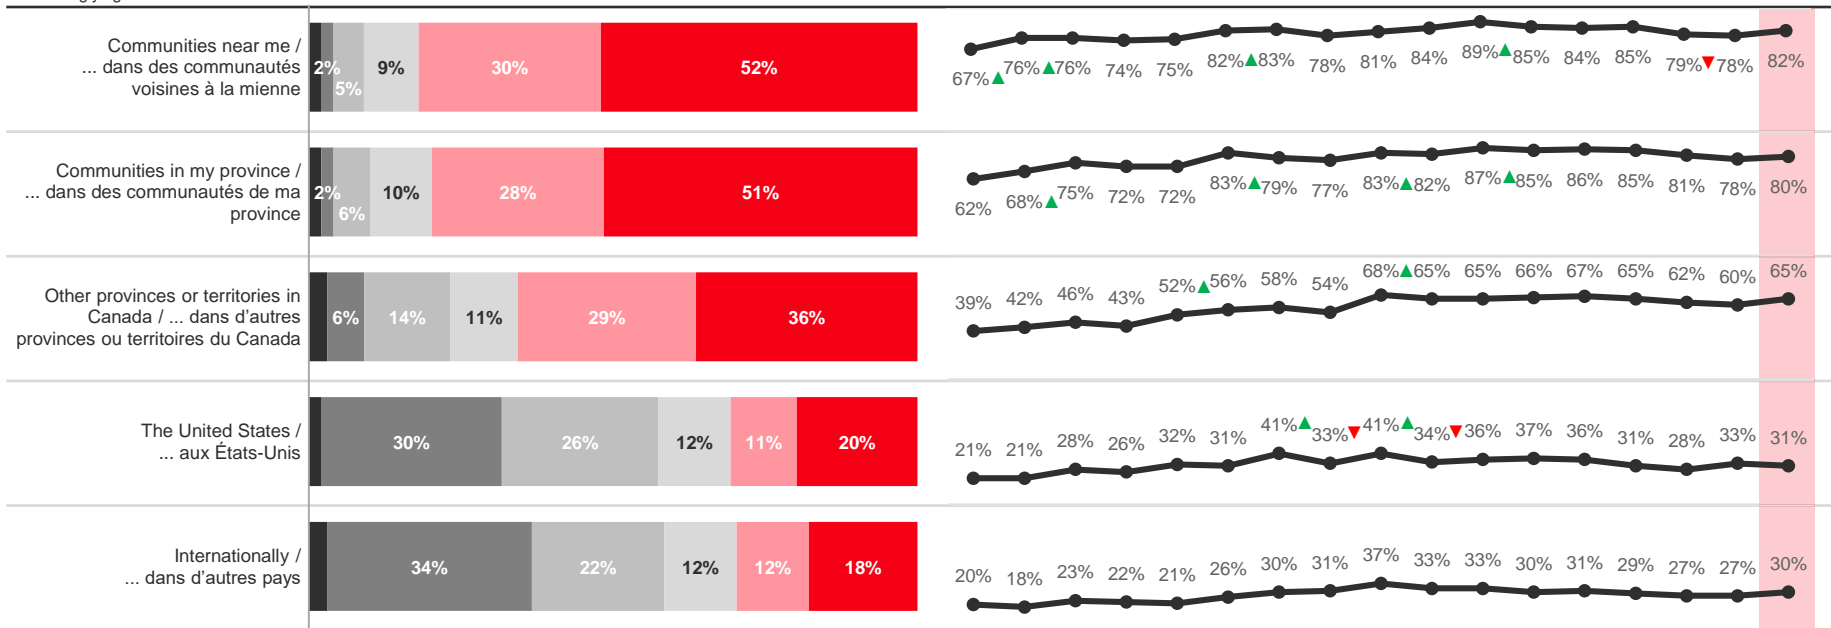 Communities near me /
... dans des communautés
voisines à la mienne
2% 5% 9% 30% 52%
67% 76% 76% 74% 75% 82% 83% 78% 81% 84% 89% 85% 84% 85% 79% 78% 82%
Communities in my province /
... dans des communautés de ma
province
2% 6% 10% 28% 51%
62% 68% 75% 72% 72% 83% 79% 77% 83% 82% 87% 85% 86% 85% 81% 78% 80%
Other provinces or territories in
Canada / ... dans d'autres
provinces ou territoires du Canada
6% 14% 11% 29% 36%
39% 42% 46% 43% 52% 56% 58% 54% 68% 65% 65% 66% 67% 65% 62% 60% 65%
The United States /
... aux États-Unis
30% 26% 12% 11% 20%
21% 21% 28% 26% 32% 31% 41% 33% 41% 34% 36% 37% 36% 31% 28% 33% 31%
Internationally /
... dans d'autres pays
34% 22% 12% 12% 18%
20% 18% 23% 22% 21% 26% 30% 31% 37% 33% 33% 30% 31% 29% 27% 27% 30%